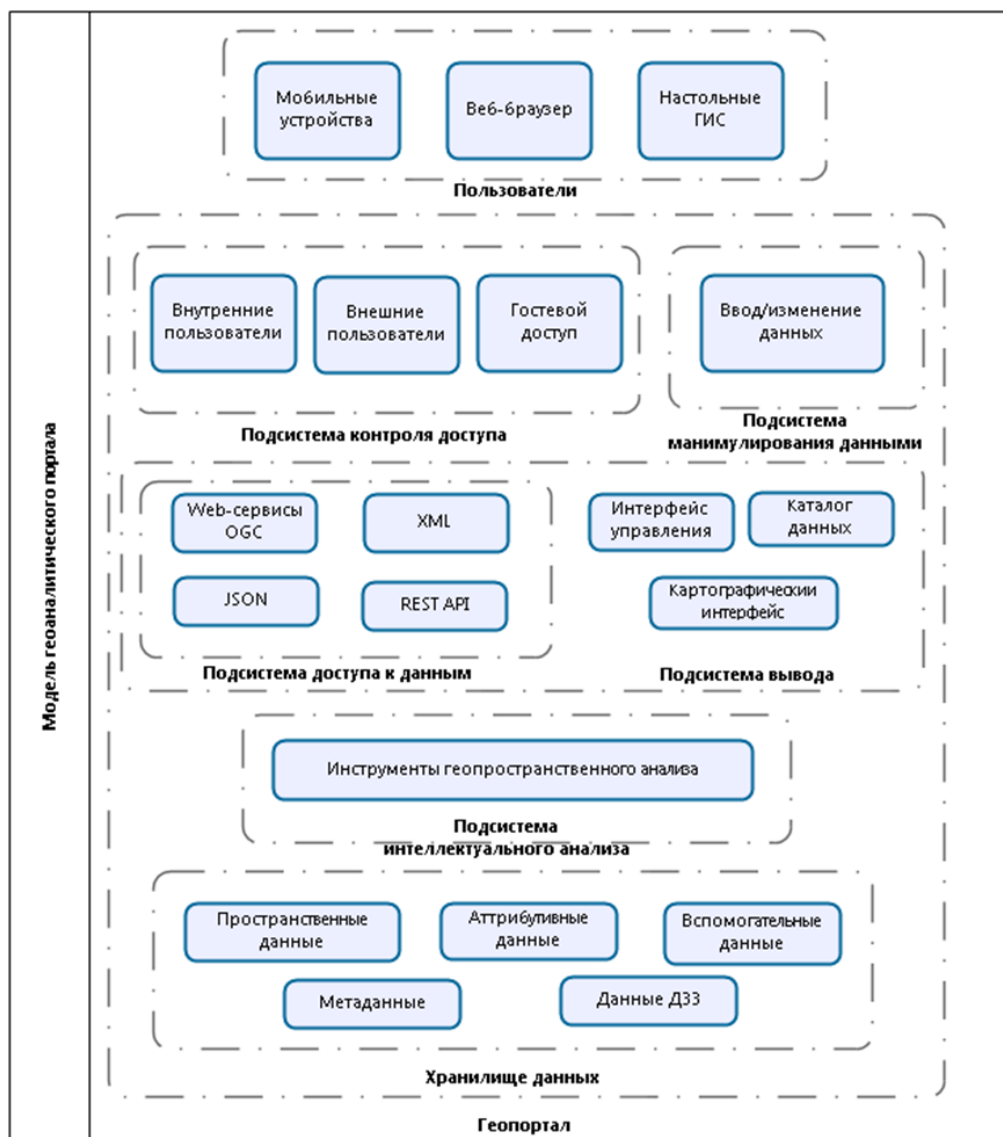 Модель геоаналитического портала
Мобильные
устройства
Веб-браузер
Настольные
ГИС
Пользователи
Внутренние
пользователи
Внешние
пользователи
Гостевой
доступ
Подсистема контроля доступа
Ввод/изменение
данных
Подсистема
манимулирования данными
Web-сервисы
OGC
XML
JSON
REST API
Подсистема доступа к данным
Интерфейс
управления
Каталог
данных
Картографически
интерфейс
Подсистема вывода
Инструменты геопространственного анализа
Подсистема
интеллектуального анализа
Пространственные
данные
Аттрибутивные
данные
Вспомогательные
данные
Метаданные
Данные ДЗЗ
Хранилище данных
Геопортал